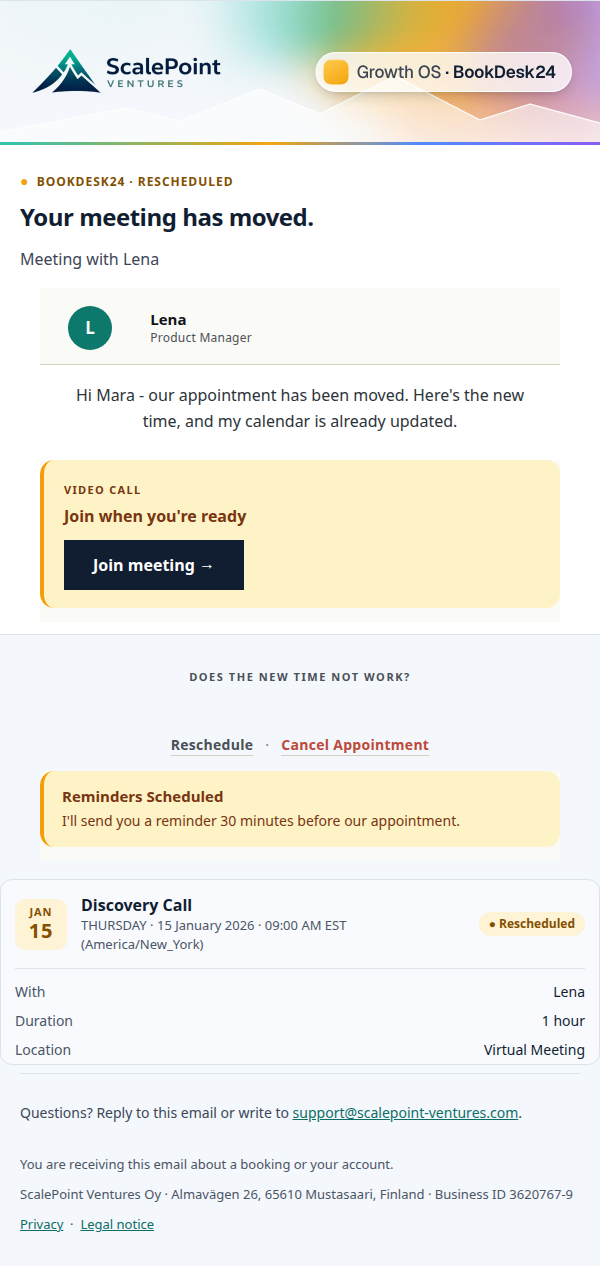 ScalePoint
VENTURES
Growth OS · BookDesk24
BOOKDESK24 · RESCHEDULED
Your meeting has moved.
Meeting with Lena
L
Lena
Product Manager
Hi Mara - our appointment has been moved. Here's the new
time, and my calendar is already updated.
VIDEO CALL
Join when you're ready
Join meeting →
DOES THE NEW TIME NOT WORK?
Reschedule · Cancel Appointment
Reminders Scheduled
I'll send you a reminder 30 minutes before our appointment.
JAN
15
Discovery Call
THURSDAY · 15 January 2026 · 09:00 AM EST
(America/New_York)
● Rescheduled
With Lena
Duration 1 hour
Location Virtual Meeting
Questions? Reply to this email or write to support@scalepoint-ventures.com.
You are receiving this email about a booking or your account.
ScalePoint Ventures Oy · Almavägen 26, 65610 Mustasaari, Finland · Business ID 3620767-9
Privacy · Legal notice